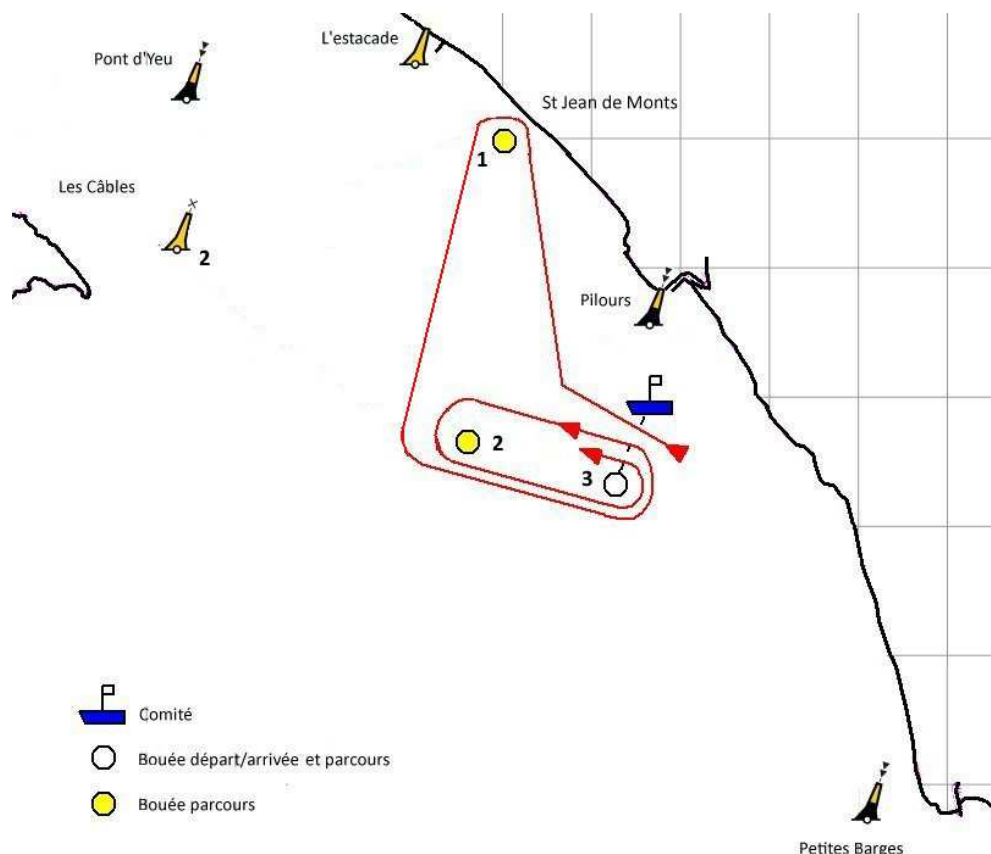 L'estacade
Pont d'Yeu
St Jean de Monts
1
Les Câbles
2
Pilours
2
3
Comité
Bouée départ/arrivée et parcours
Bouée parcours
Petites Barges